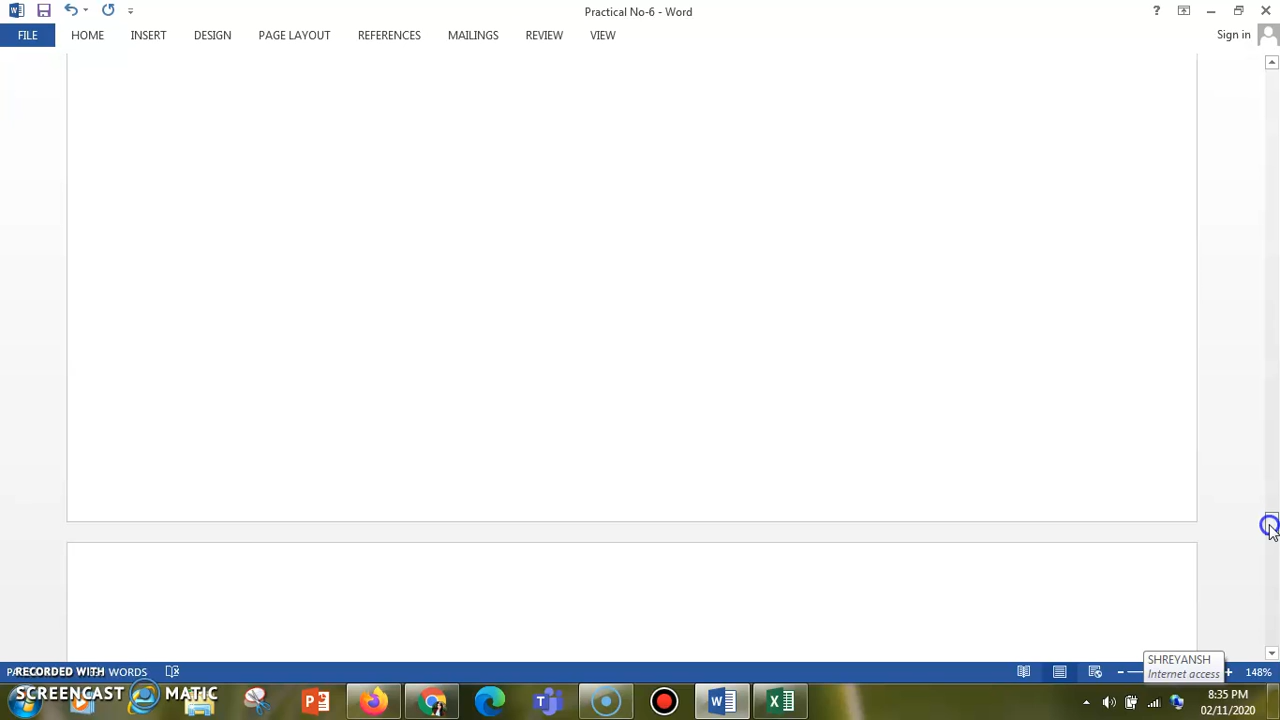 Practical No-6 - Word
?
FILE HOME INSERT DESIGN PAGE LAYOUT REFERENCES MAILINGS REVIEW VIEW
Sign in
SHREYANSH
Internet access
WORDS
148%
RECORDED WITH
SCREENCAST MATIC
8:35 PM
02/11/2020